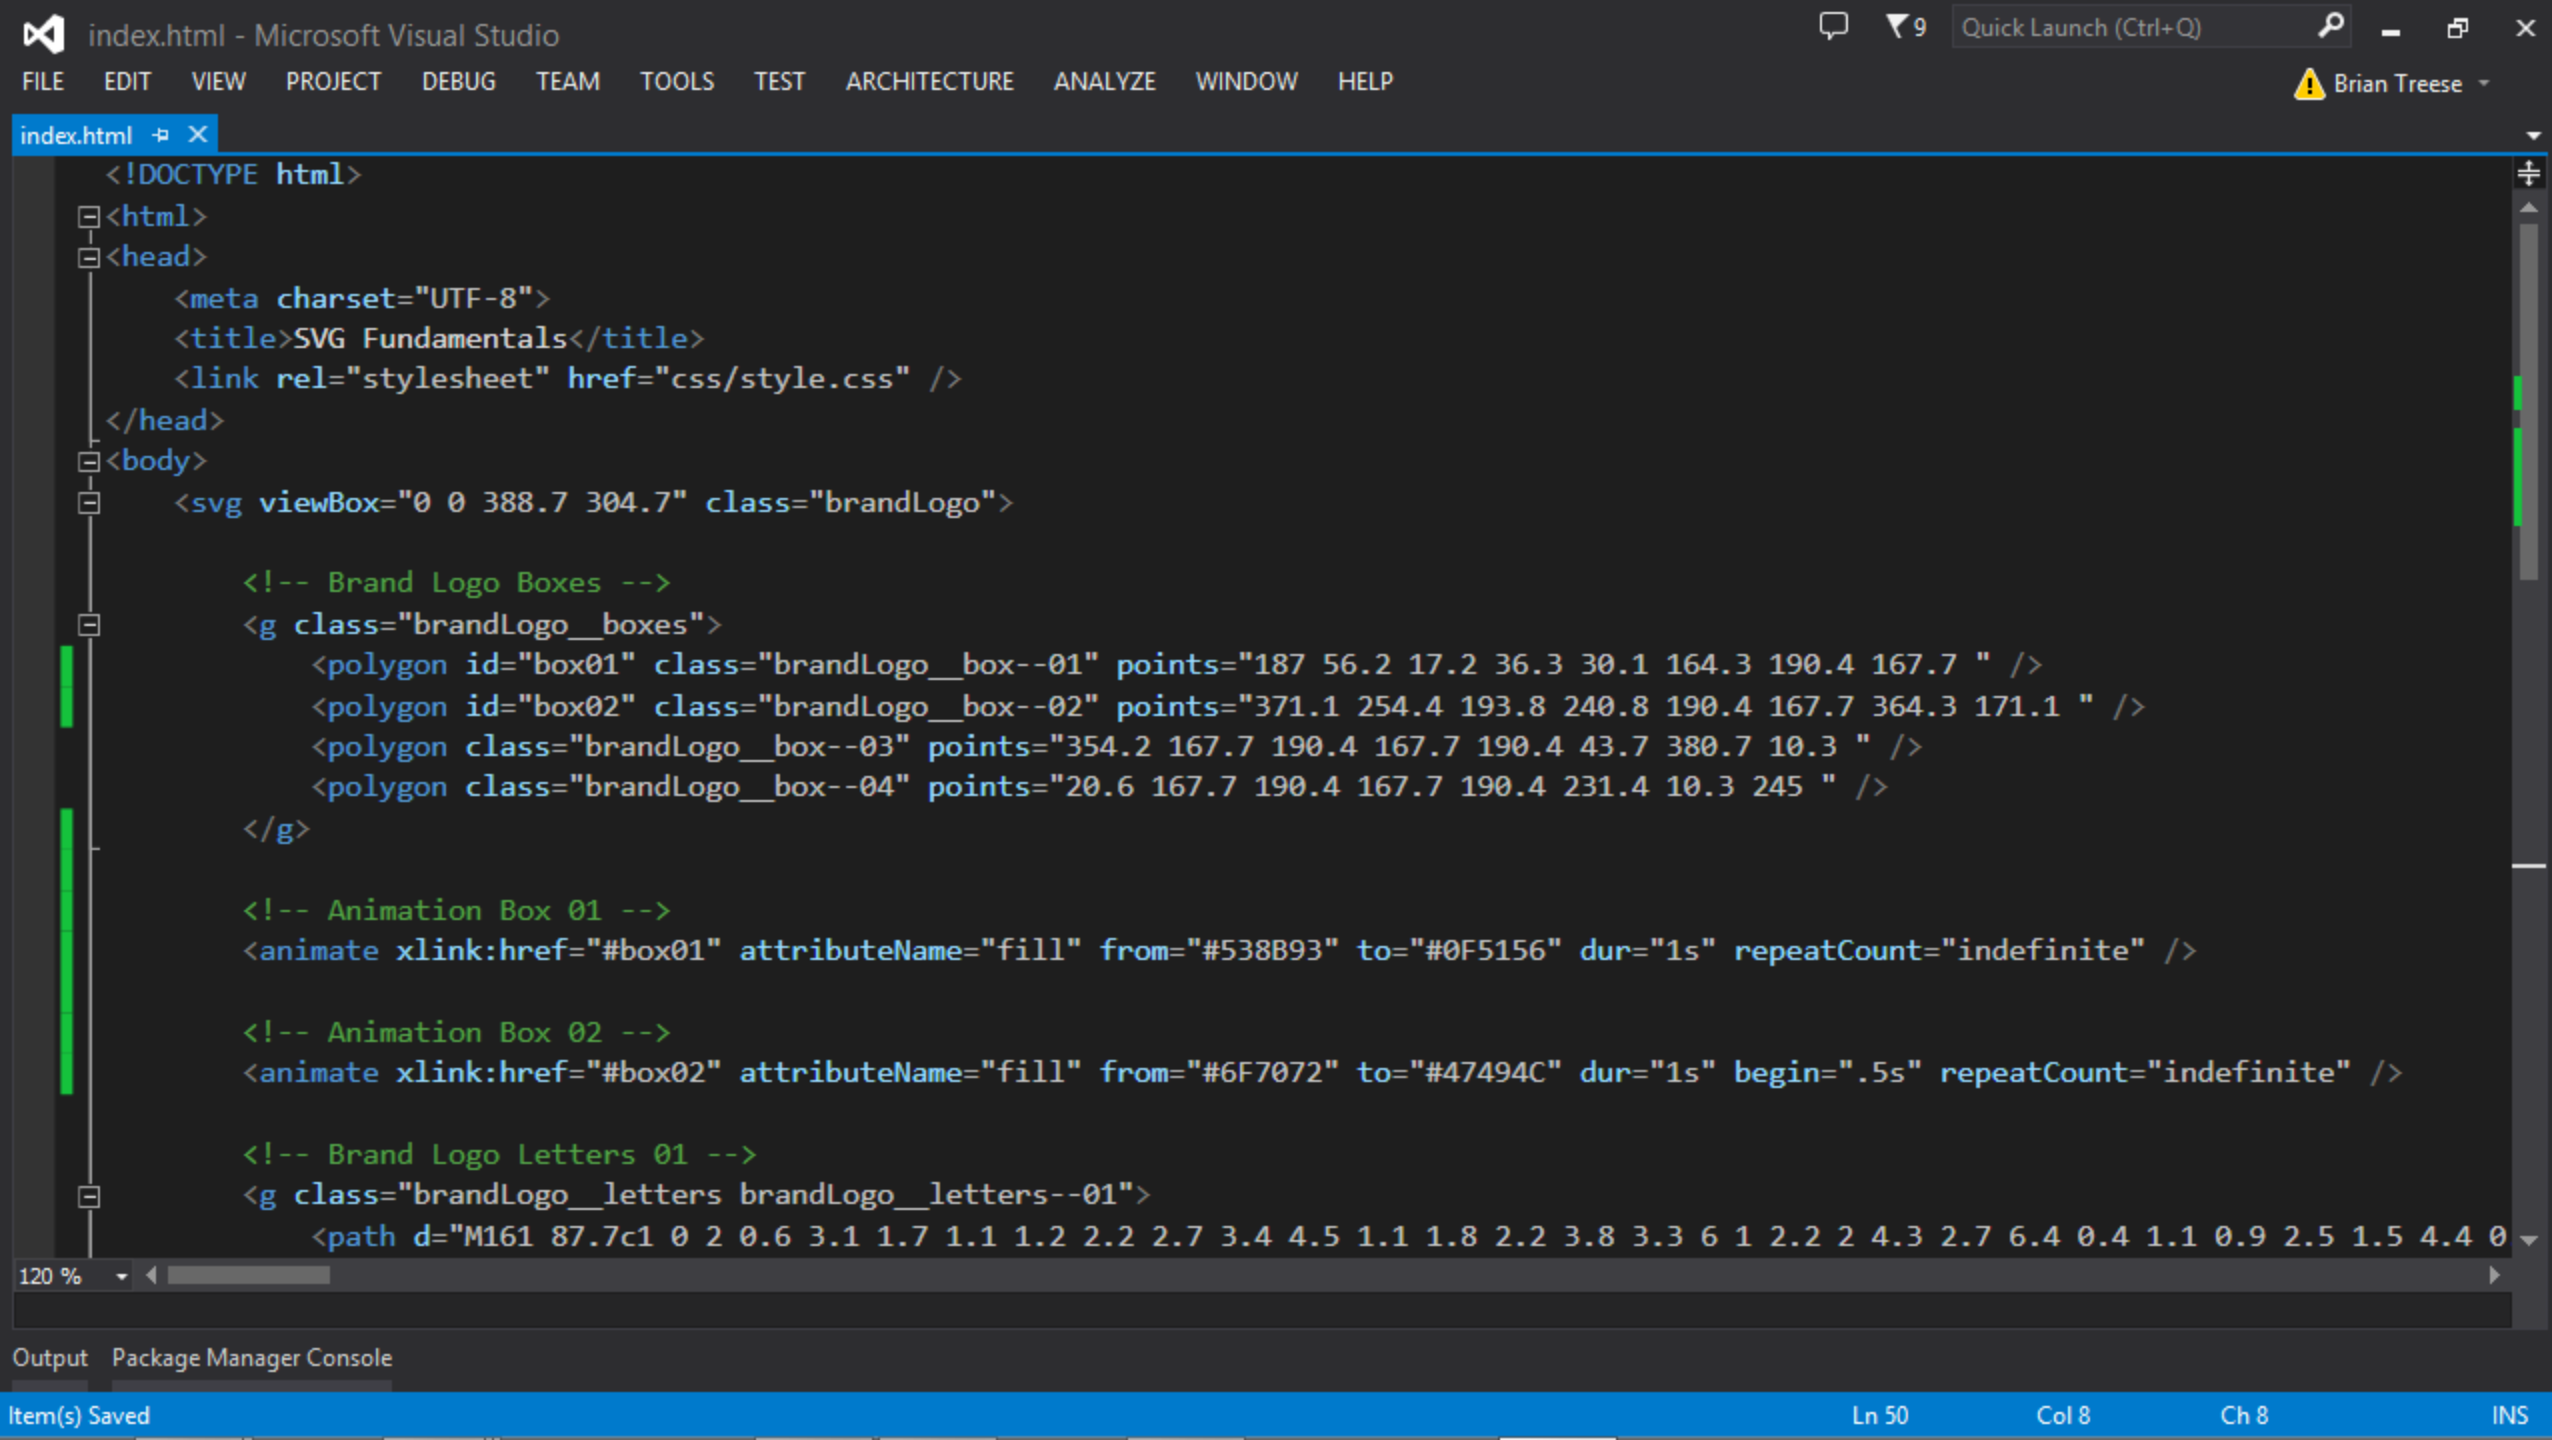 index.html - Microsoft Visual Studio
9
Quick Launch (Ctrl+Q)
FILE EDIT VIEW PROJECT DEBUG TEAM TOOLS TEST ARCHITECTURE ANALYZE WINDOW HELP
Brian Treese
index.html
<!DOCTYPE html>
<html>
<head>
<meta charset="UTF-8">
<title>SVG Fundamentals</title>
<link rel="stylesheet" href="css/style.css" />
</head>
<body>
<svg viewBox="0 0 388.7 304.7" class="brandLogo">
<!-- Brand Logo Boxes -->
<g class="brandLogo__boxes">
<polygon id="box01" class="brandLogo__box--01" points="187 56.2 17.2 36.3 30.1 164.3 190.4 167.7 " />
<polygon id="box02" class="brandLogo__box--02" points="371.1 254.4 193.8 240.8 190.4 167.7 364.3 171.1 " />
<polygon class="brandLogo__box--03" points="354.2 167.7 190.4 167.7 190.4 43.7 380.7 10.3 " />
<polygon class="brandLogo__box--04" points="20.6 167.7 190.4 167.7 190.4 231.4 10.3 245 " />
</g>
<!-- Animation Box 01 -->
<animate xlink:href="#box01" attributeName="fill" from="#538B93" to="#0F5156" dur="1s" repeatCount="indefinite" />
<!-- Animation Box 02 -->
<animate xlink:href="#box02" attributeName="fill" from="#6F7072" to="#47494C" dur="1s" begin=".5s" repeatCount="indefinite" />
<!-- Brand Logo Letters 01 -->
<g class="brandLogo__letters brandLogo__letters--01">
<path d="M161 87.7c1 0 2 0.6 3.1 1.7 1.1 1.2 2.2 2.7 3.4 4.5 1.1 1.8 2.2 3.8 3.3 6 1 2.2 2 4.3 2.7 6.4 0.4 1.1 0.9 2.5 1.5 4.4 0
120 %
Output Package Manager Console
Item(s) Saved
Ln 50 Col 8 Ch 8 INS